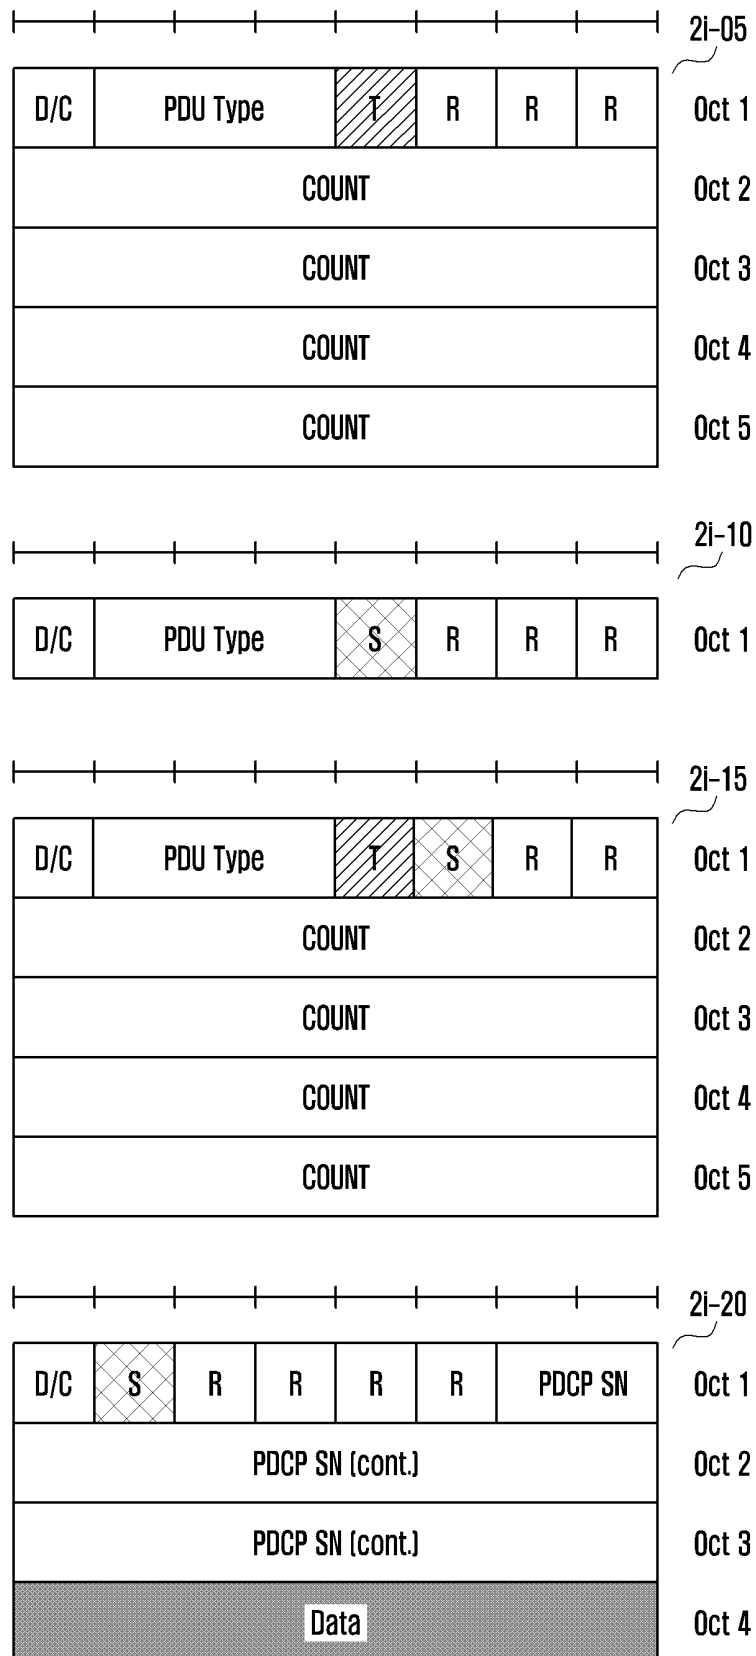 2i-05
D/C PDU Type T R R R Oct 1
COUNT Oct 2
COUNT Oct 3
COUNT Oct 4
COUNT Oct 5
2i-10
D/C PDU Type S R R R Oct 1
2i-15
D/C PDU Type T S R R Oct 1
COUNT Oct 2
COUNT Oct 3
COUNT Oct 4
COUNT Oct 5
2i-20
D/C S R R R R PDCP SN Oct 1
PDCP SN (cont.) Oct 2
PDCP SN (cont.) Oct 3
Data Oct 4